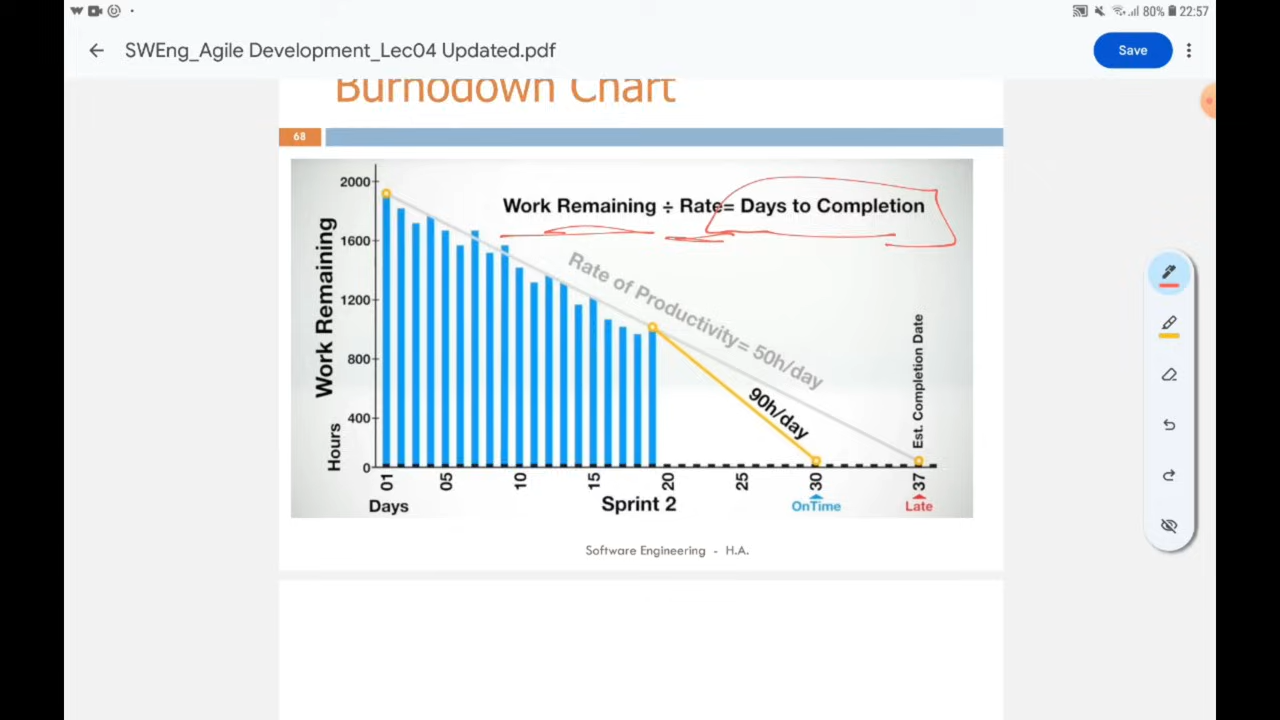 80% 22:57
SWEng_Agile Development_Lec04 Updated.pdf
Save
Burnodown Chart
68
2000
1600
1200
800
400
0
Work Remaining
Hours
Work Remaining ÷ Rate= Days to Completion
Rate of Productivity= 50h/day
90h/day
Est. Completion Date
01 05 10 15 20 25 30 37
Days
Sprint 2
OnTime
Late
Software Engineering - H.A.